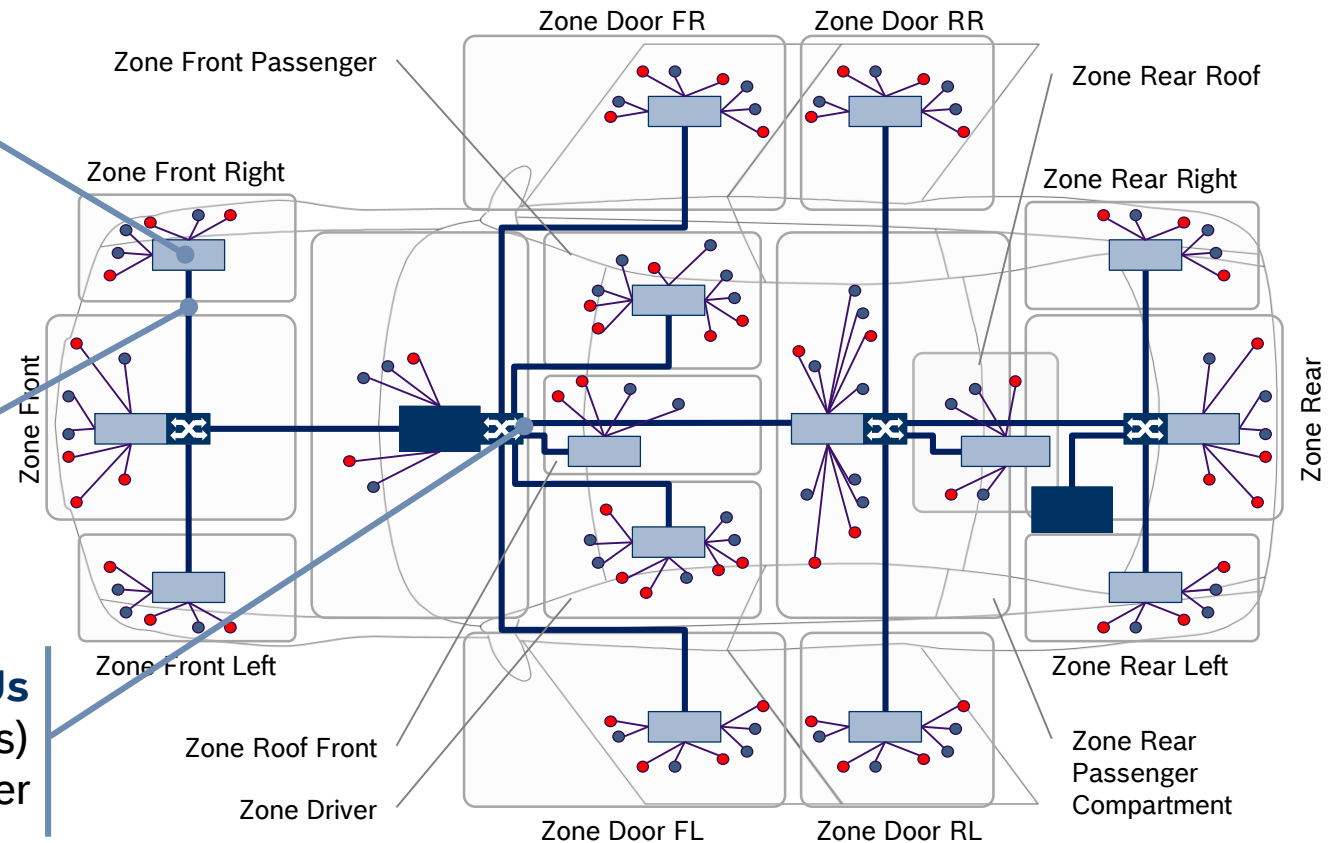 Zone Door FR
Zone Door RR
Zone Front Passenger
Zone Rear Roof
Zone Front Right
Zone Rear Right
Zone Front
Zone Rear
Zone Front Left
Zone Rear Left
s)
er
Zone Roof Front
Zone Driver
Zone Rear
Passenger
Compartment
Zone Door FL
Zone Door RL